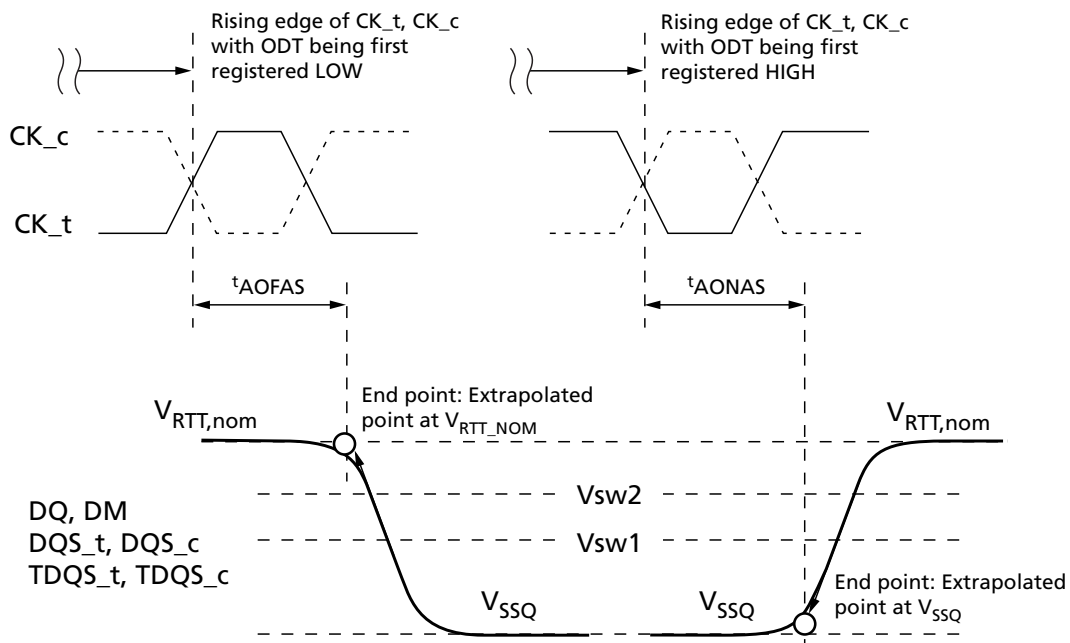 Rising edge of CK_t, CK_c
with ODT being first
registered LOW
Rising edge of CK_t, CK_c
with ODT being first
registered HIGH
CK_c
CK_t
tAOFAS
tAONAS
End point: Extrapolated
point at VRTT_NOM
VRTT,nom
VRTT,nom
Vsw2
DQ, DM
DQS_t, DQS_c
TDQS_t, TDQS_c
Vsw1
VSSQ
VSSQ
End point: Extrapolated
point at VSSQ